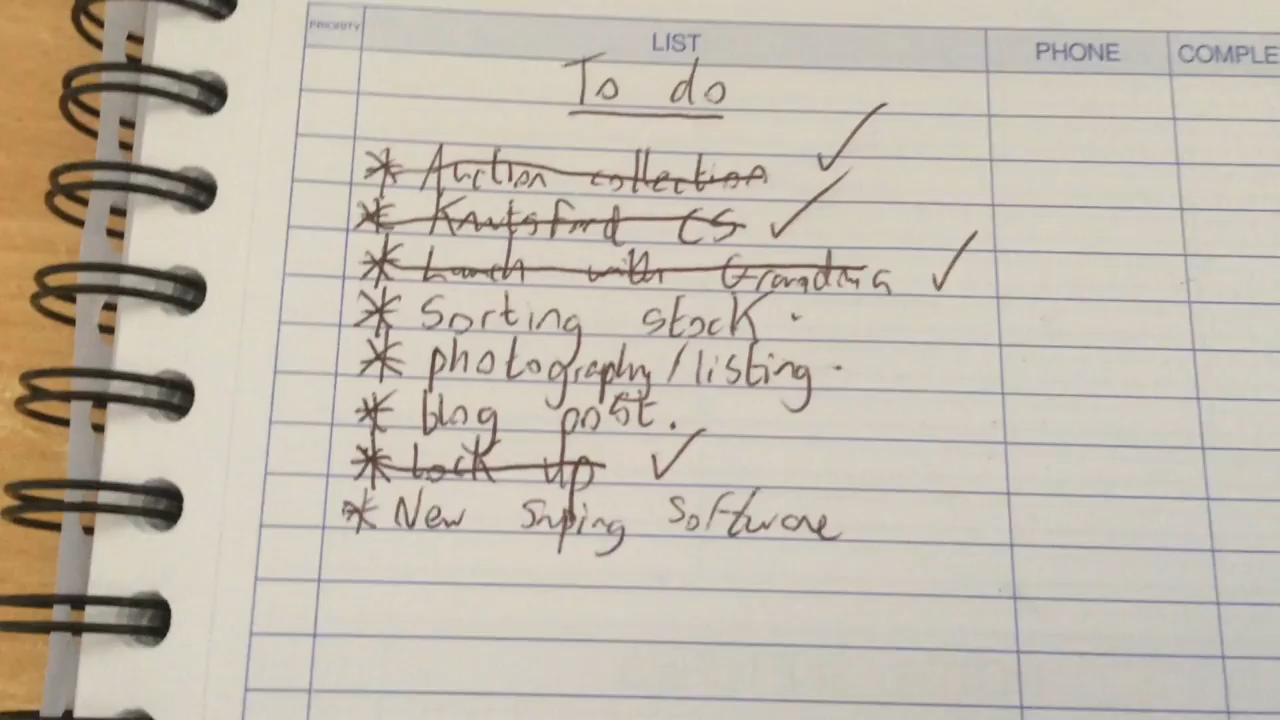 PRIORITY LIST PHONE COMPLE
To do
* Auction collection ✓
* Knutsford CS ✓
* Lunch with Grandma ✓
* Sorting stock.
* photography/listing.
* blog post.
* Lock up ✓
* New Software